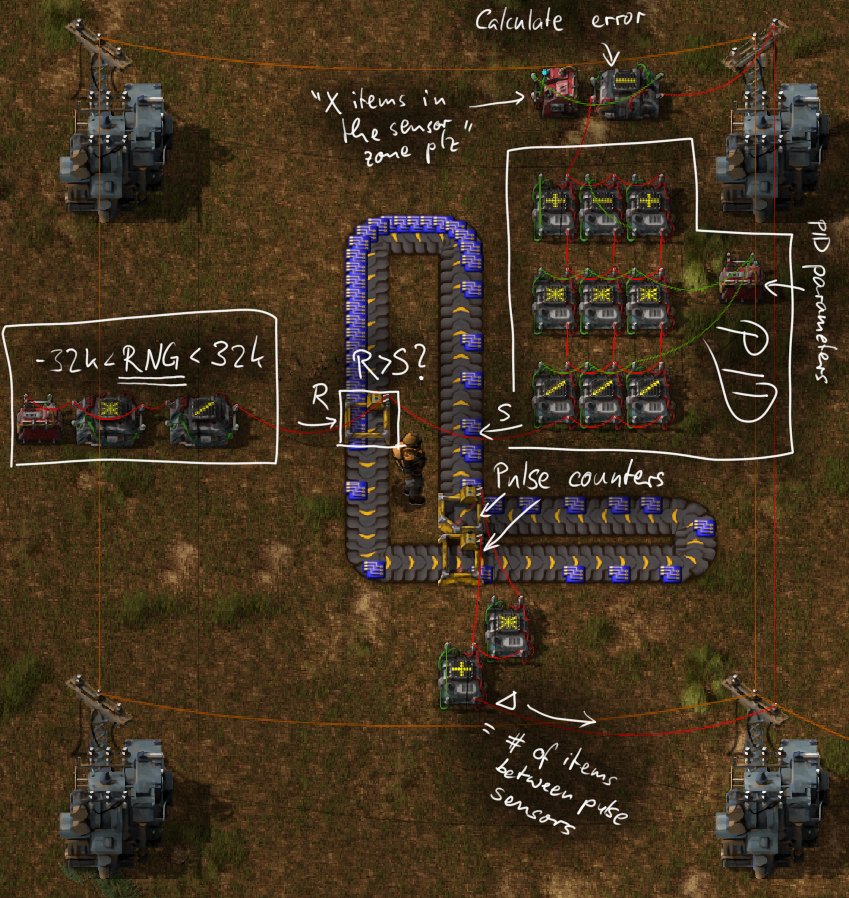 Calculate error
"X items in
the sensor
zone plz"
PID parameters
PID
-32k < RNG < 32k
R>S?
R
S
Pulse counters
Δ
= # of items
between pulse
sensors